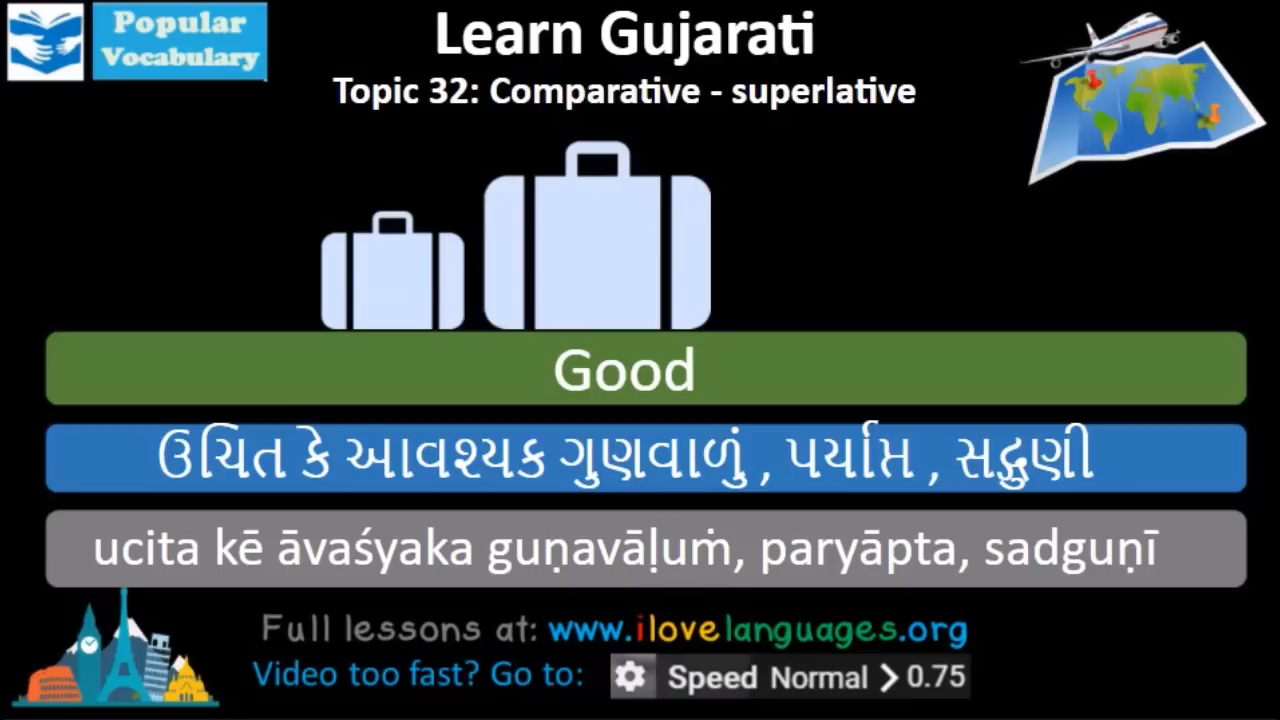 Popular
Vocabulary
Learn Gujarati
Topic 32: Comparative - superlative
Good
ઉચિત કે આવશ્યક ગુણવાળું , પર્યાપ્ત , સદ્ગુણી
ucita kē āvaśyaka guṇavāḷuṁ, paryāpta, sadguṇī
Full lessons at: www.ilovelanguages.org
Video too fast? Go to: Speed Normal > 0.75